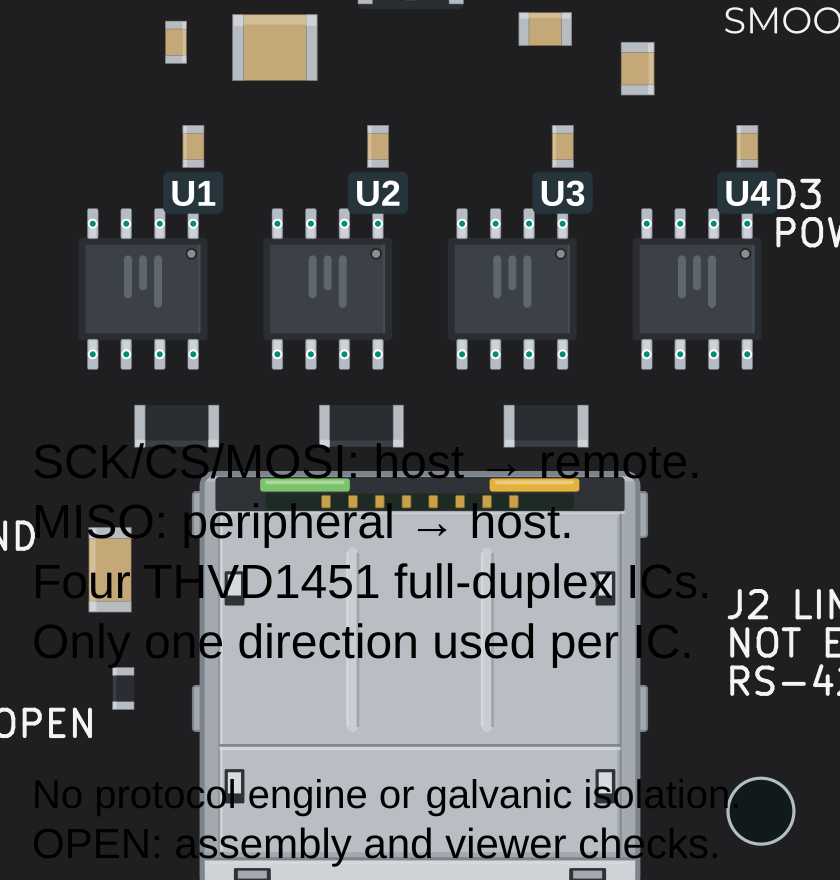 SMOO
U1 U2 U3 U4
D3
POW
SCK/CS/MOSI: host → remote.
MISO: peripheral → host.
ND
Four THVD1451 full-duplex ICs.
J2 LIN
Only one direction used per IC.
NOT E
RS-42
OPEN
No protocol engine or galvanic isolation.
OPEN: assembly and viewer checks.